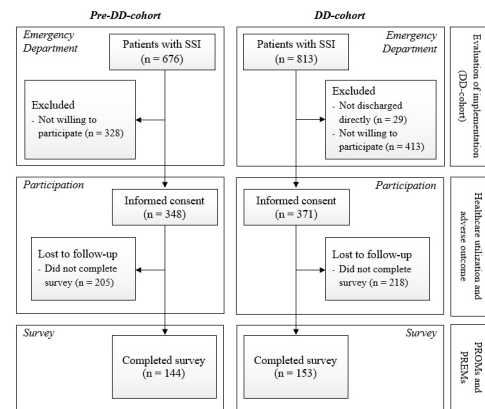 Pre-DD-cohort
DD-cohort
Emergency
Department
Patients with SSI
(n = 676)
Excluded
- Not willing to
participate (n = 328)
Patients with SSI
(n = 813)
Emergency
Department
Excluded
- Not discharged
directly (n = 29)
- Not willing to
participate (n = 413)
Evaluation of implementation
(DD-cohort)
Participation
Informed consent
(n = 348)
Lost to follow-up
- Did not complete
survey (n = 205)
Participation
Informed consent
(n = 371)
Lost to follow-up
- Did not complete
survey (n = 218)
Healthcare utilization and
adverse outcome
Survey
Completed survey
(n = 144)
Survey
Completed survey
(n = 153)
PROMs and
PREMs